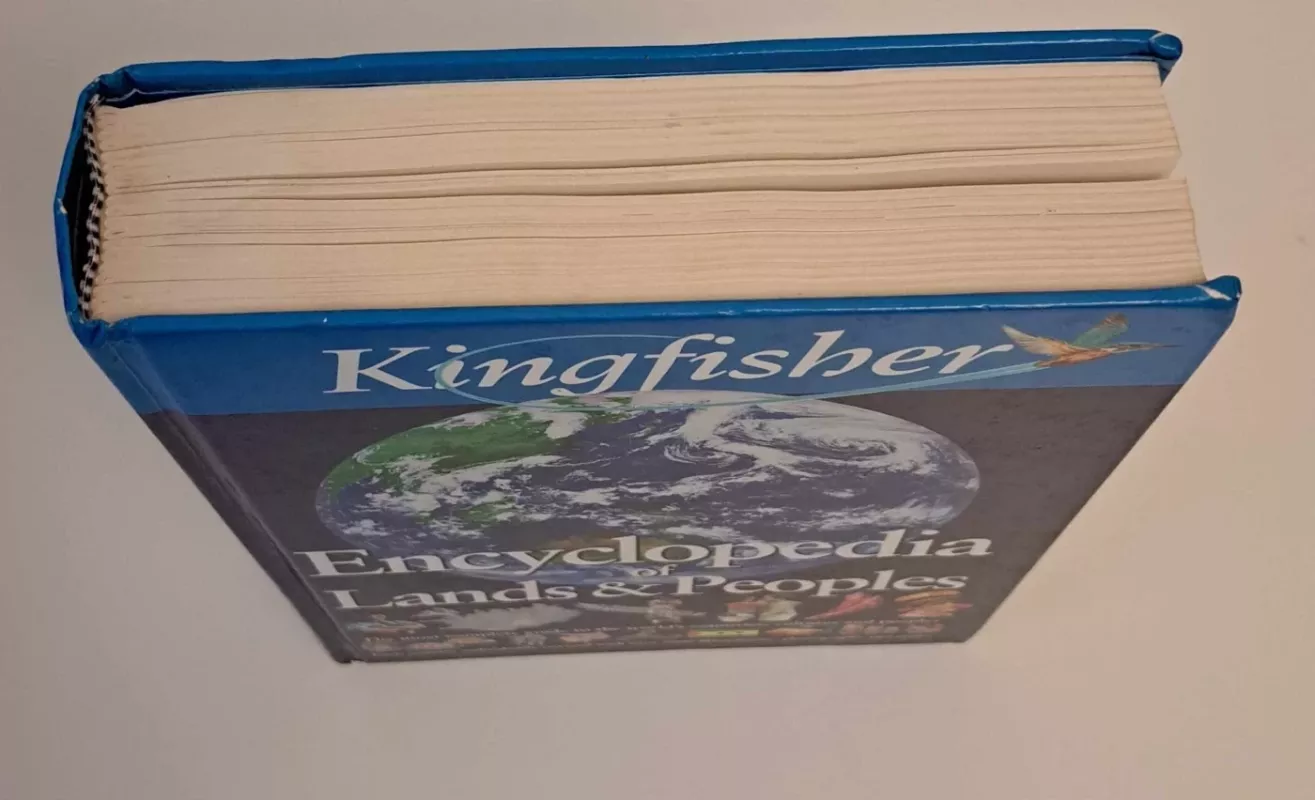 Kingfisher
Encyclopedia
of
Lands & Peoples